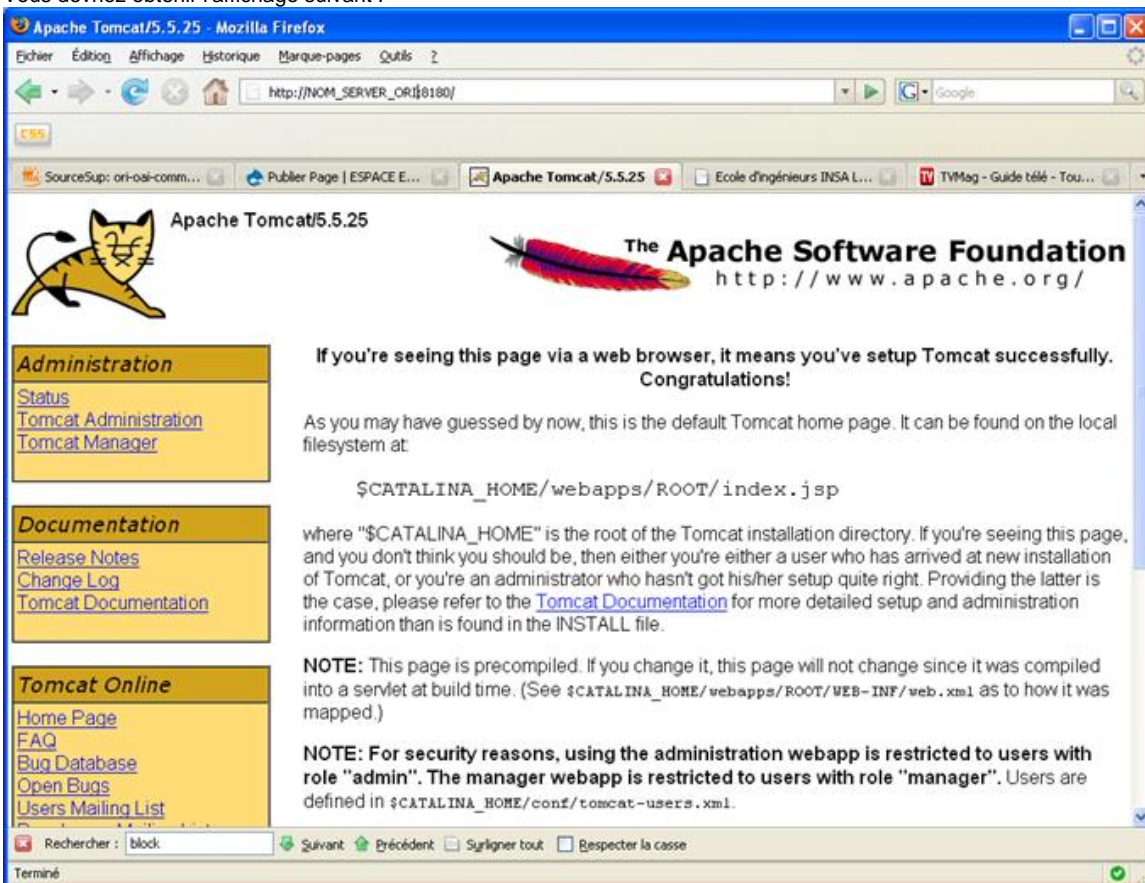 Vous devriez obtenir l'affichage suivant :
Apache Tomcat/5.5.25 - Mozilla Firefox
Fichier Édition Affichage Historique Marque-pages Outils ?
http://NOM_SERVER_ORI:8180/
Google
CSS
SourceSup: ori-oai-comm...
Publier Page | ESPACE E...
Apache Tomcat/5.5.25
Ecole d'ingénieurs INSA L...
TVMag - Guide télé - Tou...
Apache Tomcat/5.5.25
The Apache Software Foundation
http://www.apache.org/
Administration
Status
Tomcat Administration
Tomcat Manager
Documentation
Release Notes
Change Log
Tomcat Documentation
Tomcat Online
Home Page
FAQ
Bug Database
Open Bugs
Users Mailing List
If you're seeing this page via a web browser, it means you've setup Tomcat successfully.
Congratulations!
As you may have guessed by now, this is the default Tomcat home page. It can be found on the local
filesystem at:
$CATALINA_HOME/webapps/ROOT/index.jsp
where "$CATALINA_HOME" is the root of the Tomcat installation directory. If you're seeing this page,
and you don't think you should be, then either you're either a user who has arrived at new installation
of Tomcat, or you're an administrator who hasn't got his/her setup quite right. Providing the latter is
the case, please refer to the Tomcat Documentation for more detailed setup and administration
information than is found in the INSTALL file.
NOTE: This page is precompiled. If you change it, this page will not change since it was compiled
into a servlet at build time. (See $CATALINA_HOME/webapps/ROOT/WEB-INF/web.xml as to how it was
mapped.)
NOTE: For security reasons, using the administration webapp is restricted to users with
role "admin". The manager webapp is restricted to users with role "manager". Users are
defined in $CATALINA_HOME/conf/tomcat-users.xml.
Rechercher : block Suivant Précédent Surligner tout Respecter la casse
Terminé